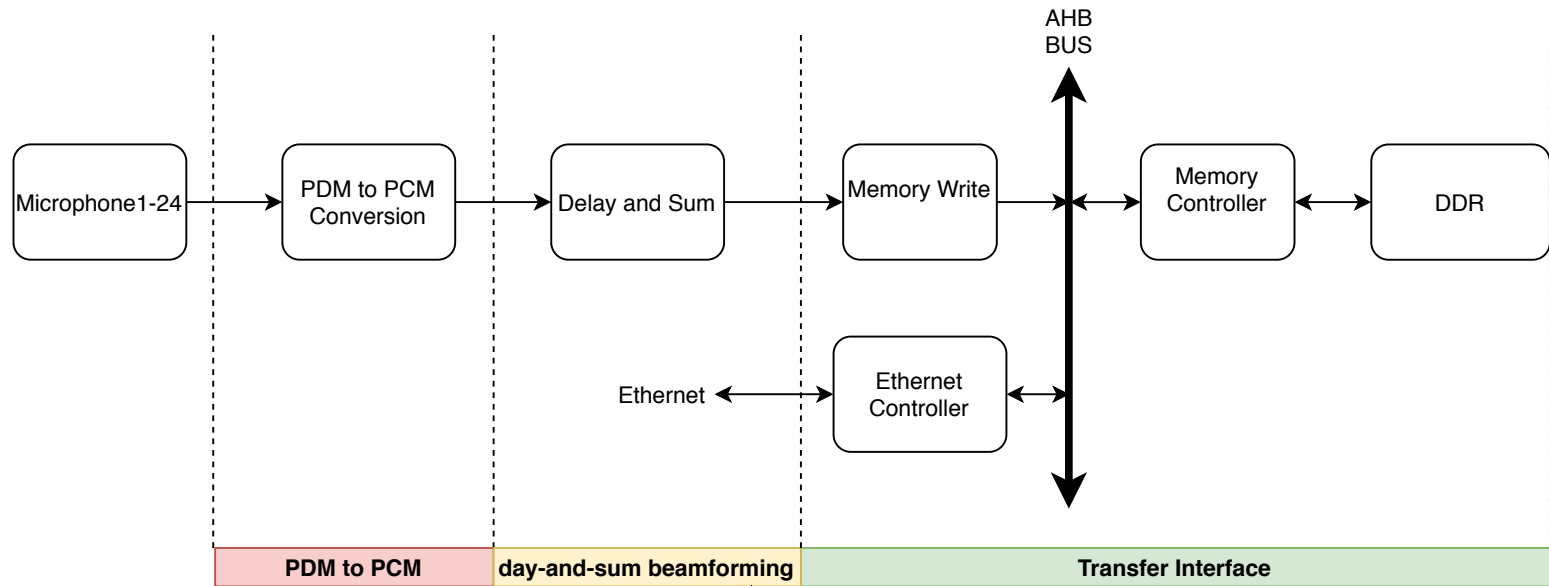 AHB
BUS
Microphone1-24
PDM to PCM
Conversion
Delay and Sum
Memory Write
Memory
Controller
DDR
Ethernet
Ethernet
Controller
PDM to PCM
day-and-sum beamforming
Transfer Interface